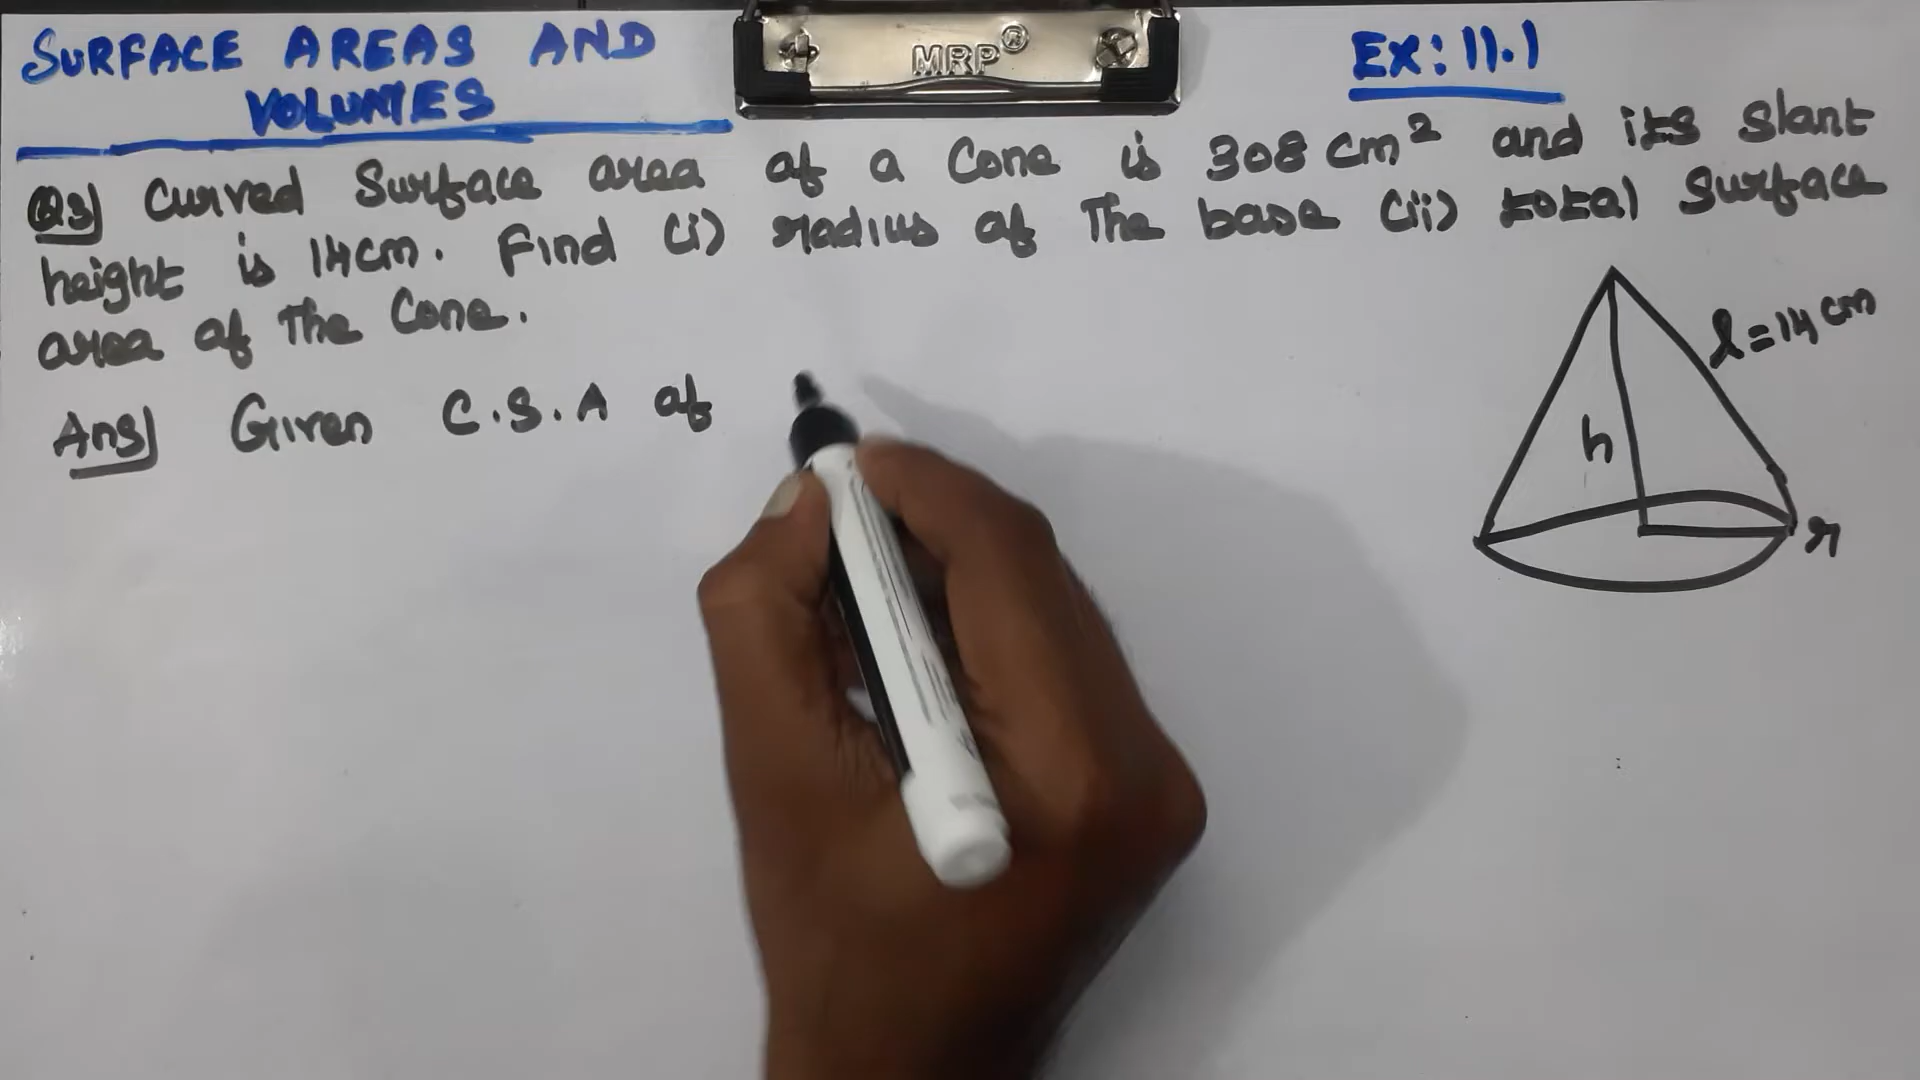 SURFACE AREAS AND
VOLUMES
MRP®
Ex: 11.1
Q3) Curved Surface area of a Cone is 308 cm² and its slant
height is 14cm. Find (i) radius of The base (ii) total surface
area of The Cone.
Ans) Given C.S.A of
l=14 cm
h
r